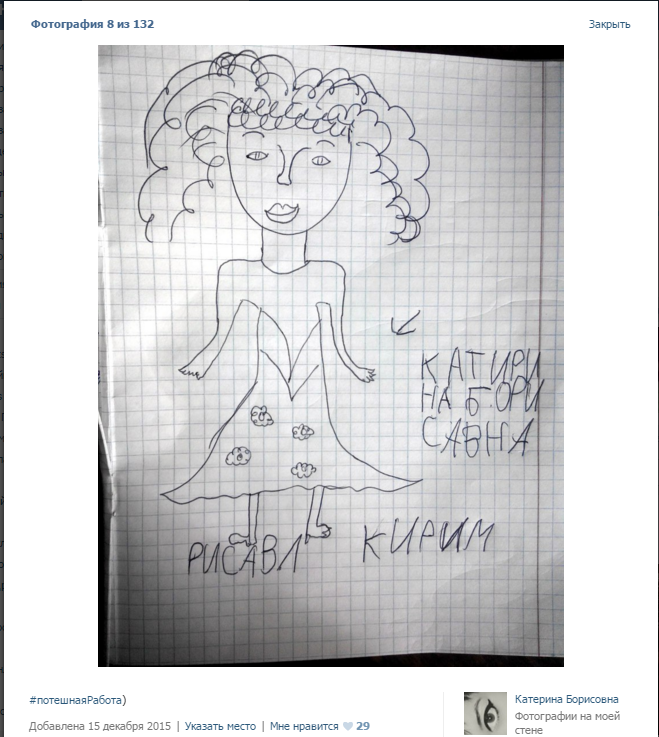 Фотография 8 из 132
Закрыть
КАТИРИ
НА Б.ОРИ
САВНА
РИСАВЛ КИРИМ
#потешнаяРабота)
Добавлена 15 декабря 2015 | Указать место | Мне нравится 29
Катерина Борисовна
Фотографии на моей
стене